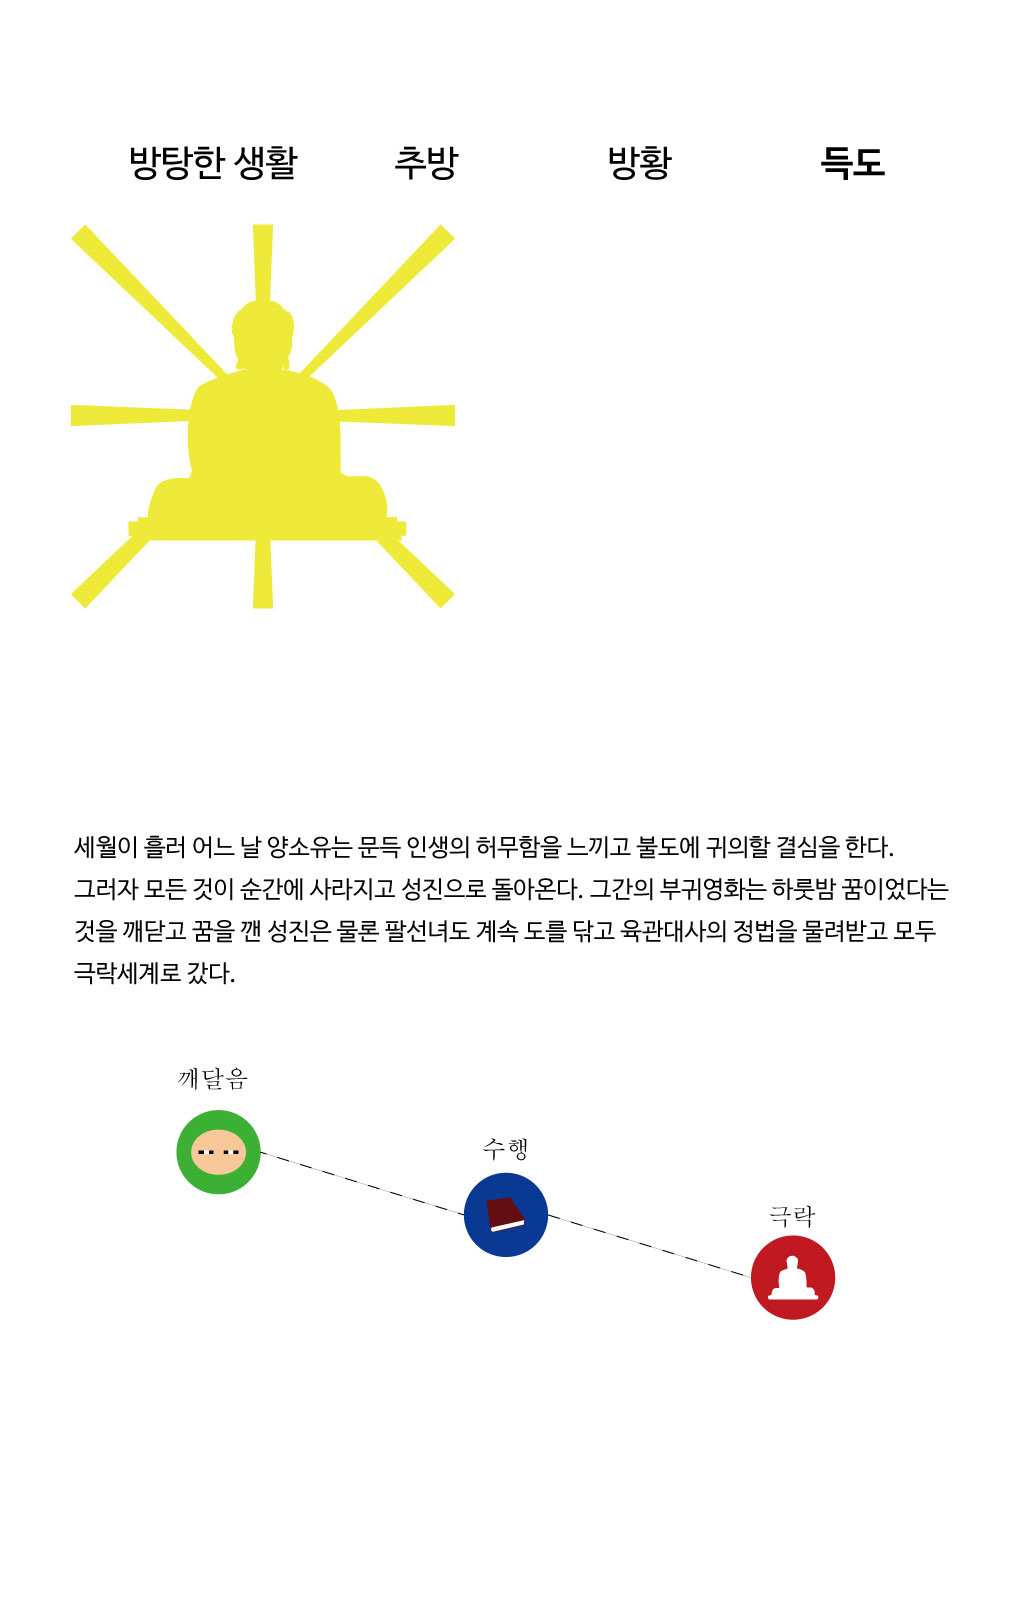 방탕한 생활 추방 방황 득도
세월이 흘러 어느 날 양소유는 문득 인생의 허무함을 느끼고 불도에 귀의할 결심을 한다.
그러자 모든 것이 순간에 사라지고 성진으로 돌아온다. 그간의 부귀영화는 하룻밤 꿈이었다는
것을 깨닫고 꿈을 깬 성진은 물론 팔선녀도 계속 도를 닦고 육관대사의 정법을 물려받고 모두
극락세계로 갔다.
깨달음
수행
극락